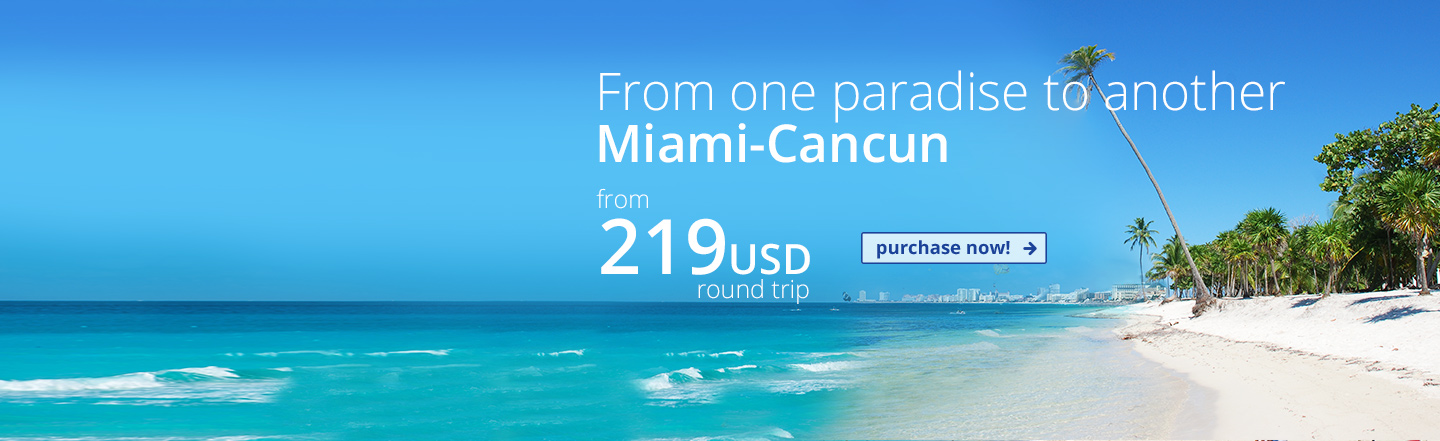 From one paradise to another
Miami-Cancun
from
219USD
round trip
purchase now! →